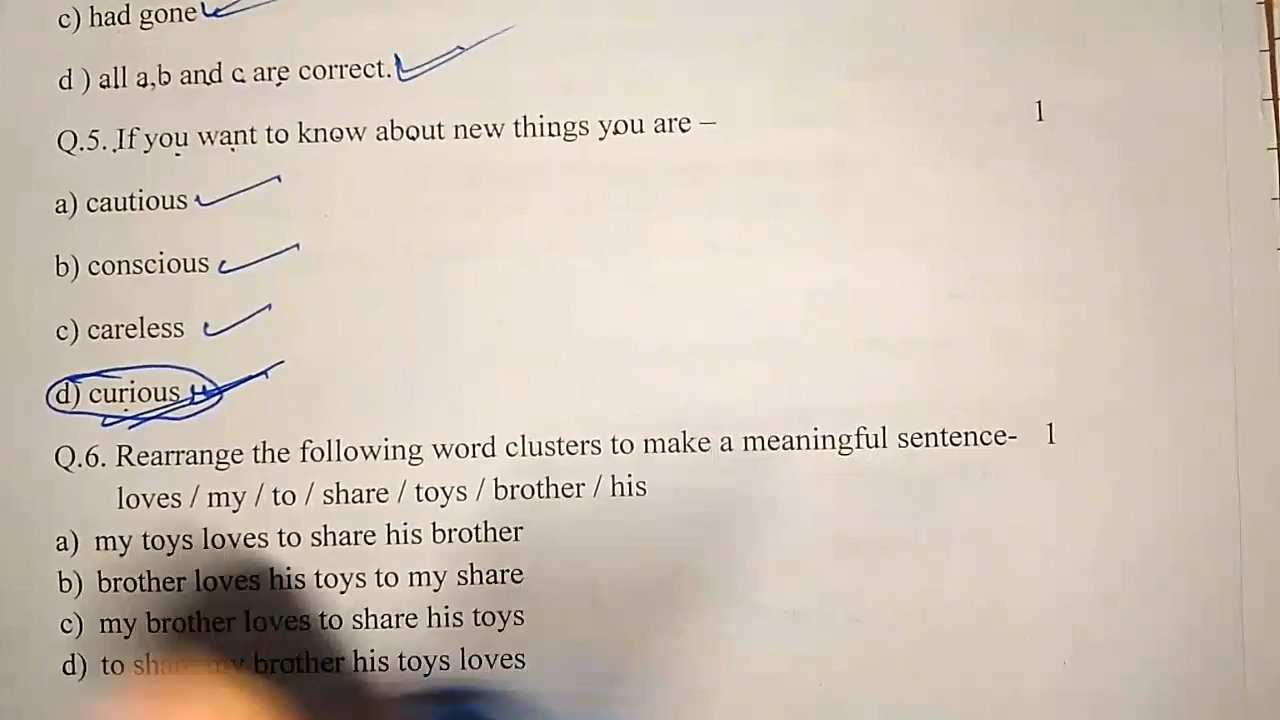 c) had gone
d ) all a,b and c are correct.
Q.5. If you want to know about new things you are – 1
a) cautious
b) conscious
c) careless
d) curious
Q.6. Rearrange the following word clusters to make a meaningful sentence- 1
loves / my / to / share / toys / brother / his
a) my toys loves to share his brother
b) brother loves his toys to my share
c) my brother loves to share his toys
d) to share my brother his toys loves